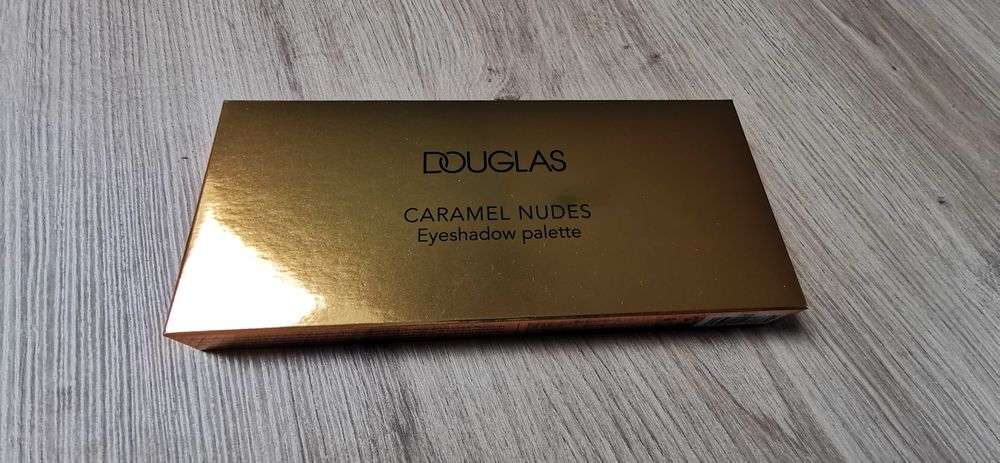 DOUGLAS
CARAMEL NUDES
Eyeshadow palette